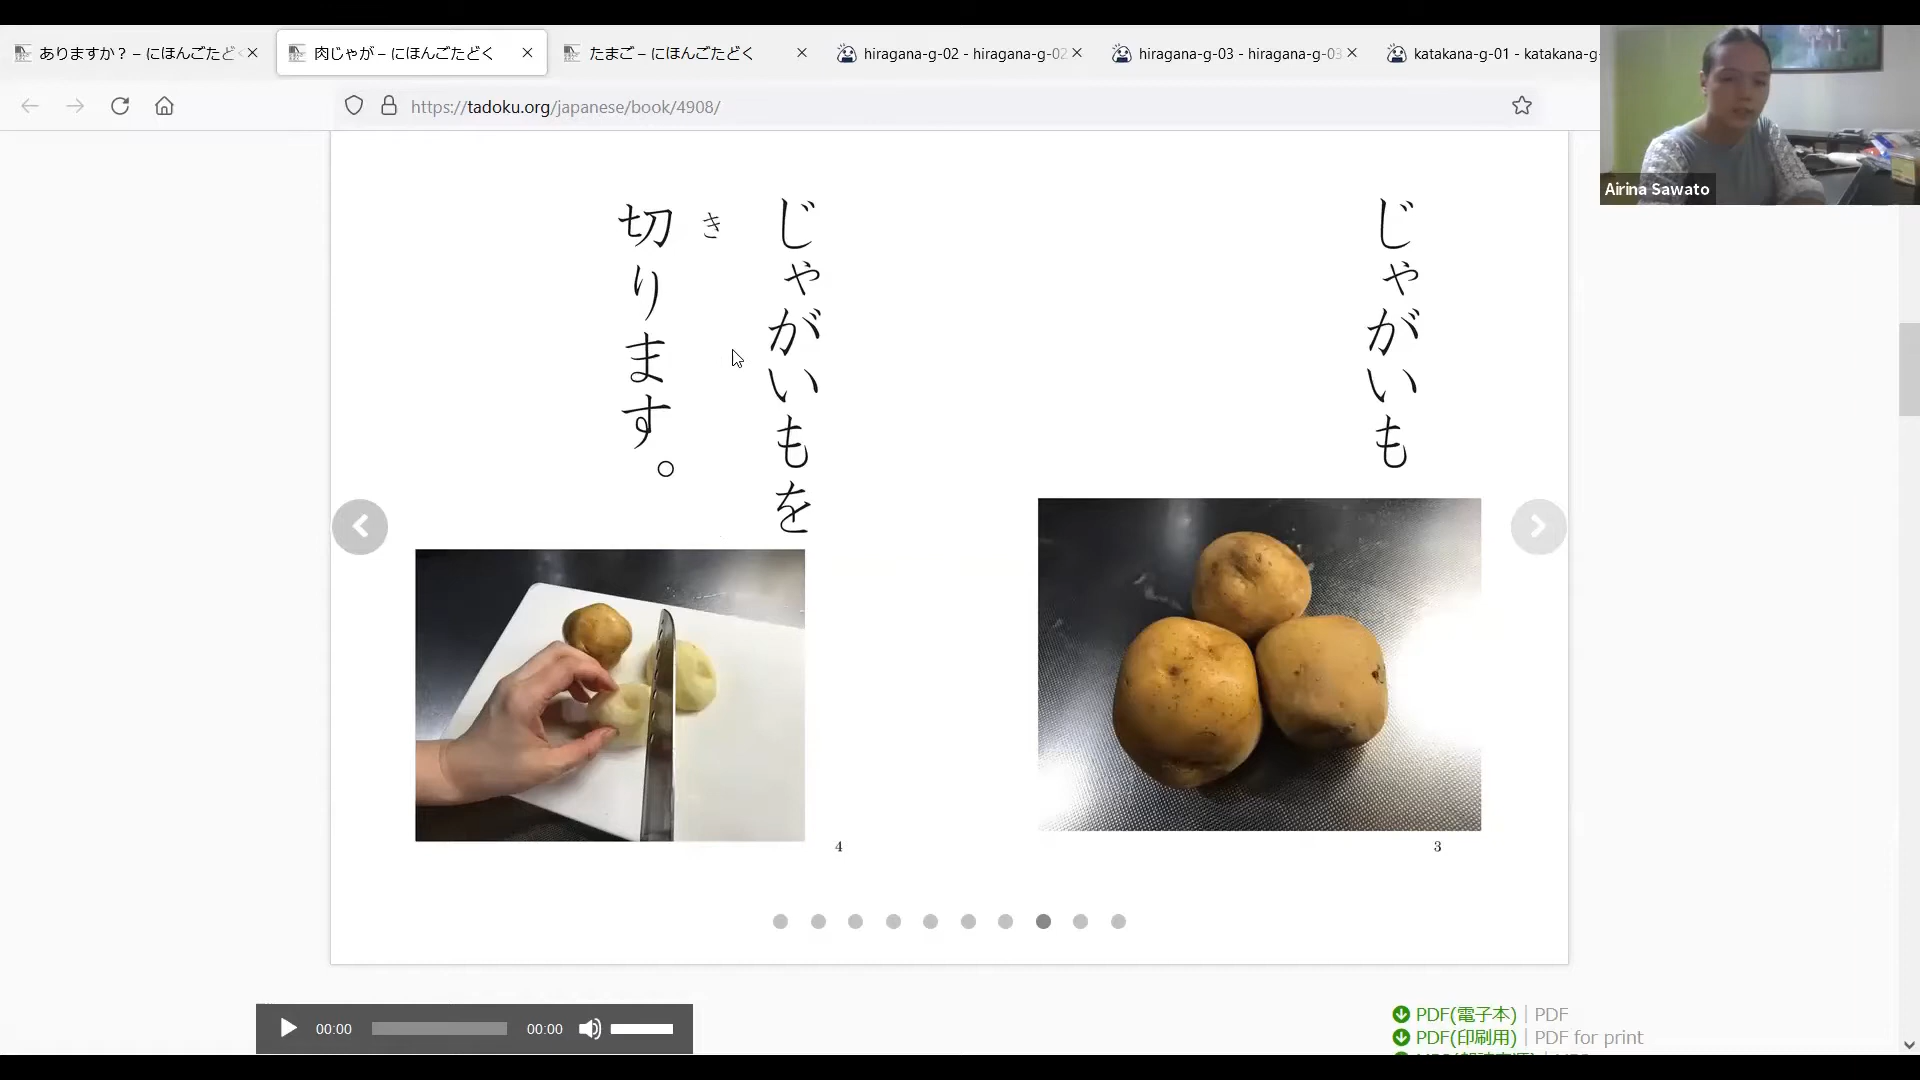 ありますか？ – にほんごたどく
肉じゃが – にほんごたどく
たまご – にほんごたどく
hiragana-g-02 - hiragana-g-02
hiragana-g-03 - hiragana-g-03
katakana-g-01 - katakana-g
https://tadoku.org/japanese/book/4908/
Airina Sawato
じゃがいも
3
じゃがいもを
切ります。
き
4
00:00
00:00
PDF(電子本) | PDF
PDF(印刷用) | PDF for print